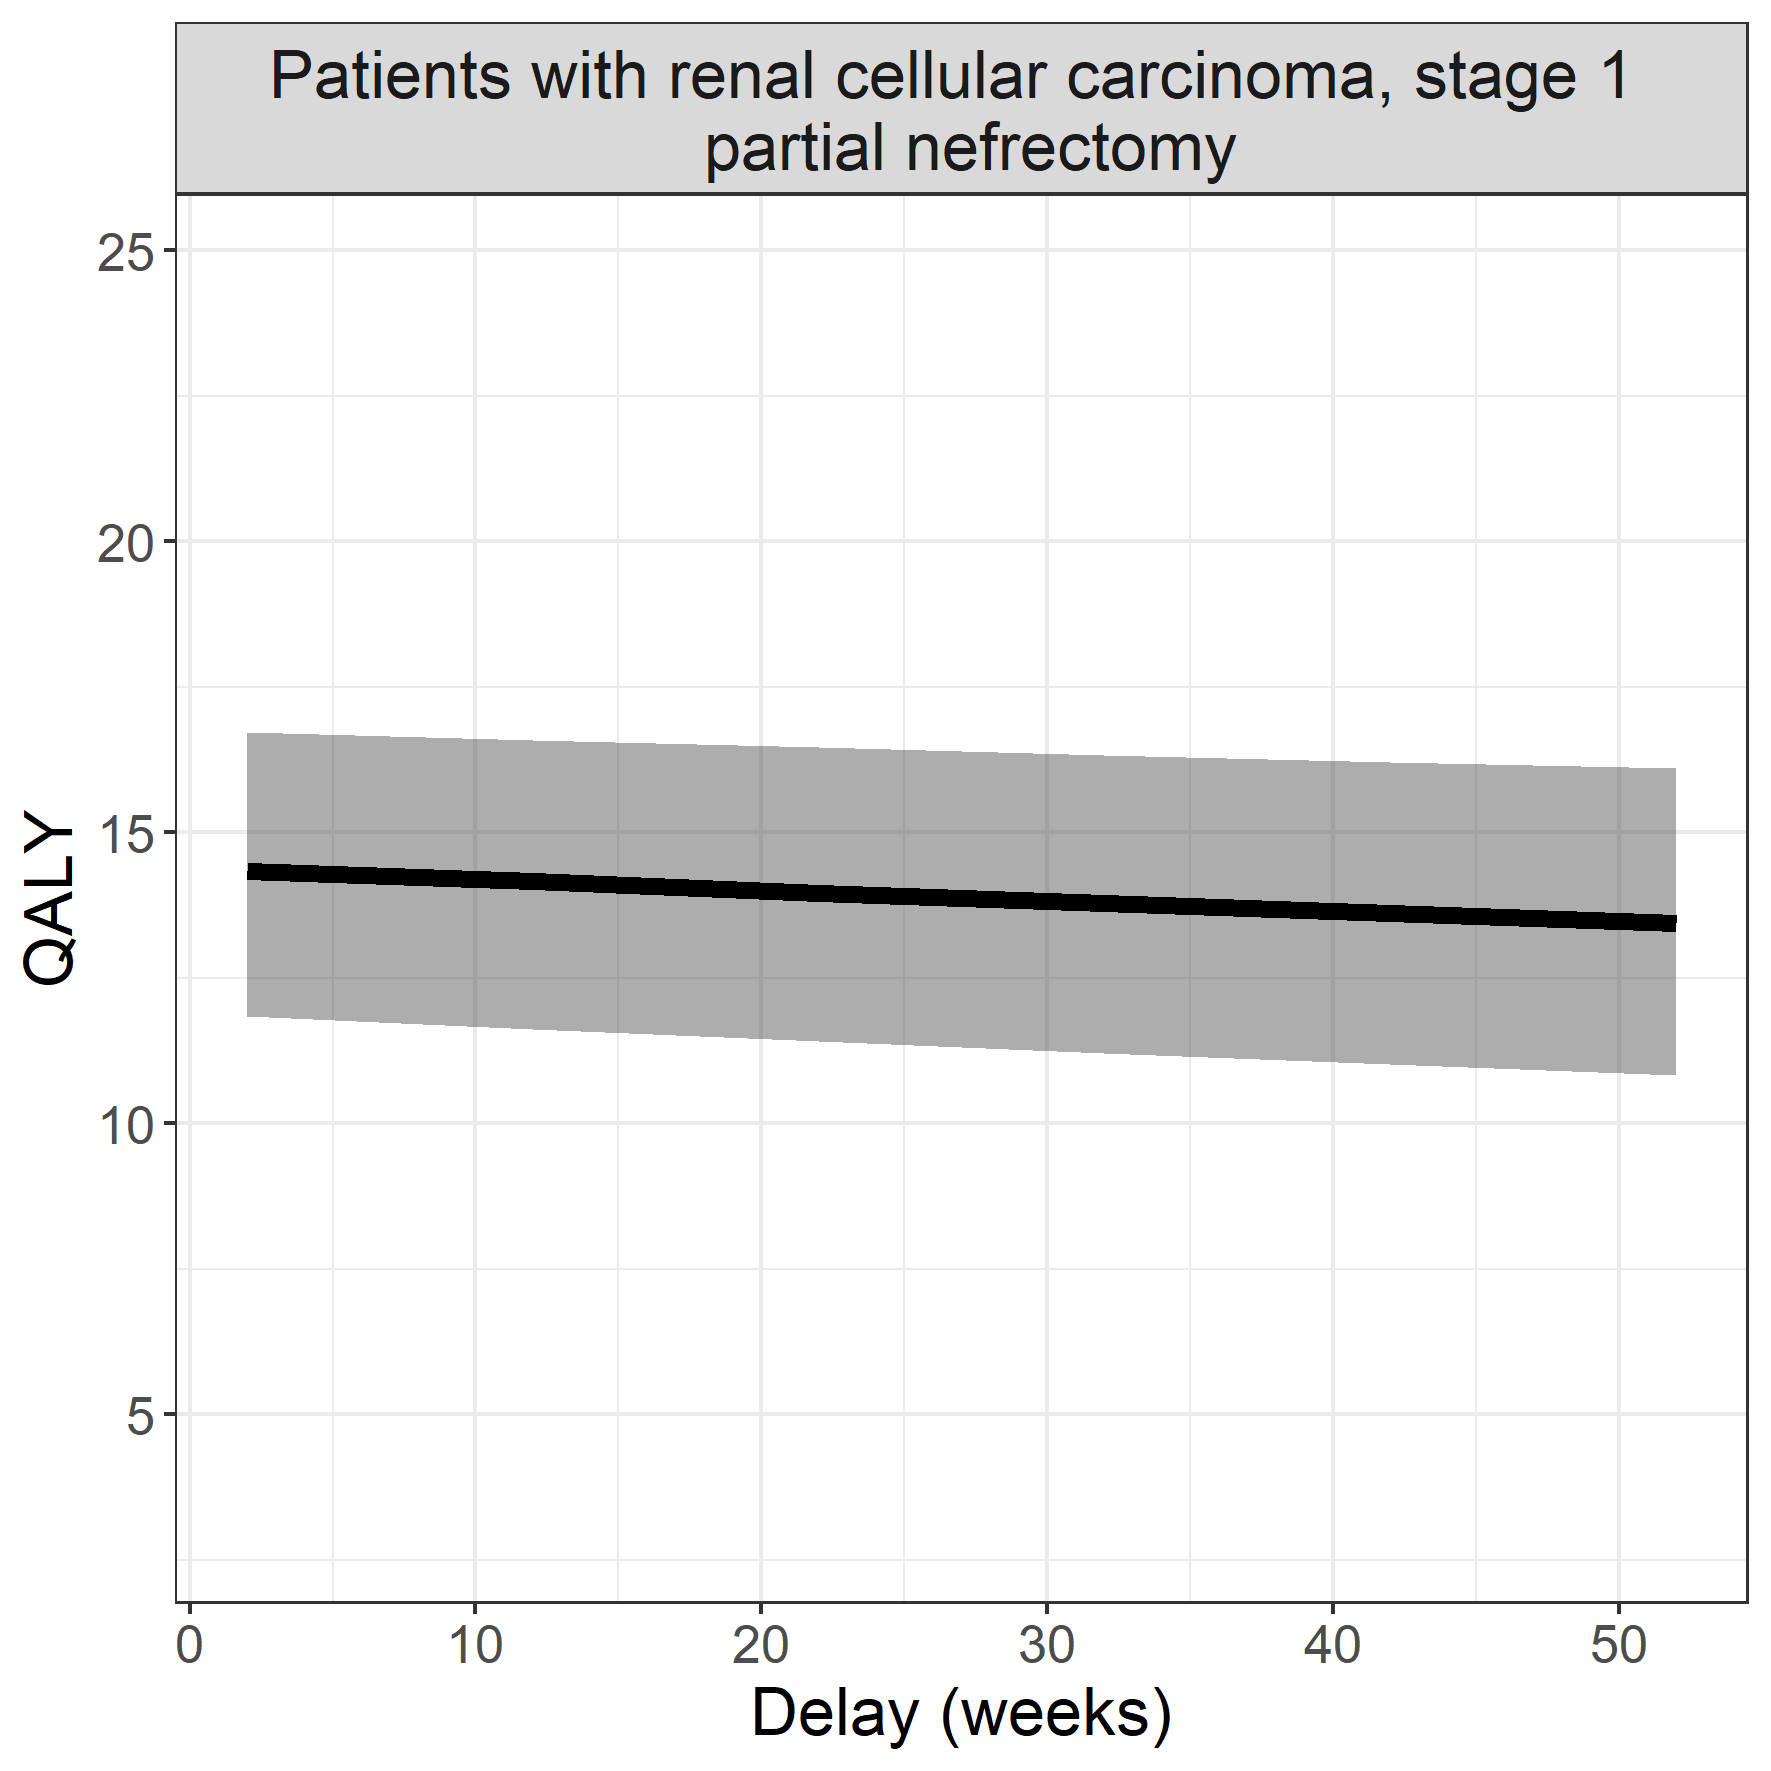 Patients with renal cellular carcinoma, stage 1
partial nefrectomy
25
20
15
10
5
QALY
0 10 20 30 40 50
Delay (weeks)